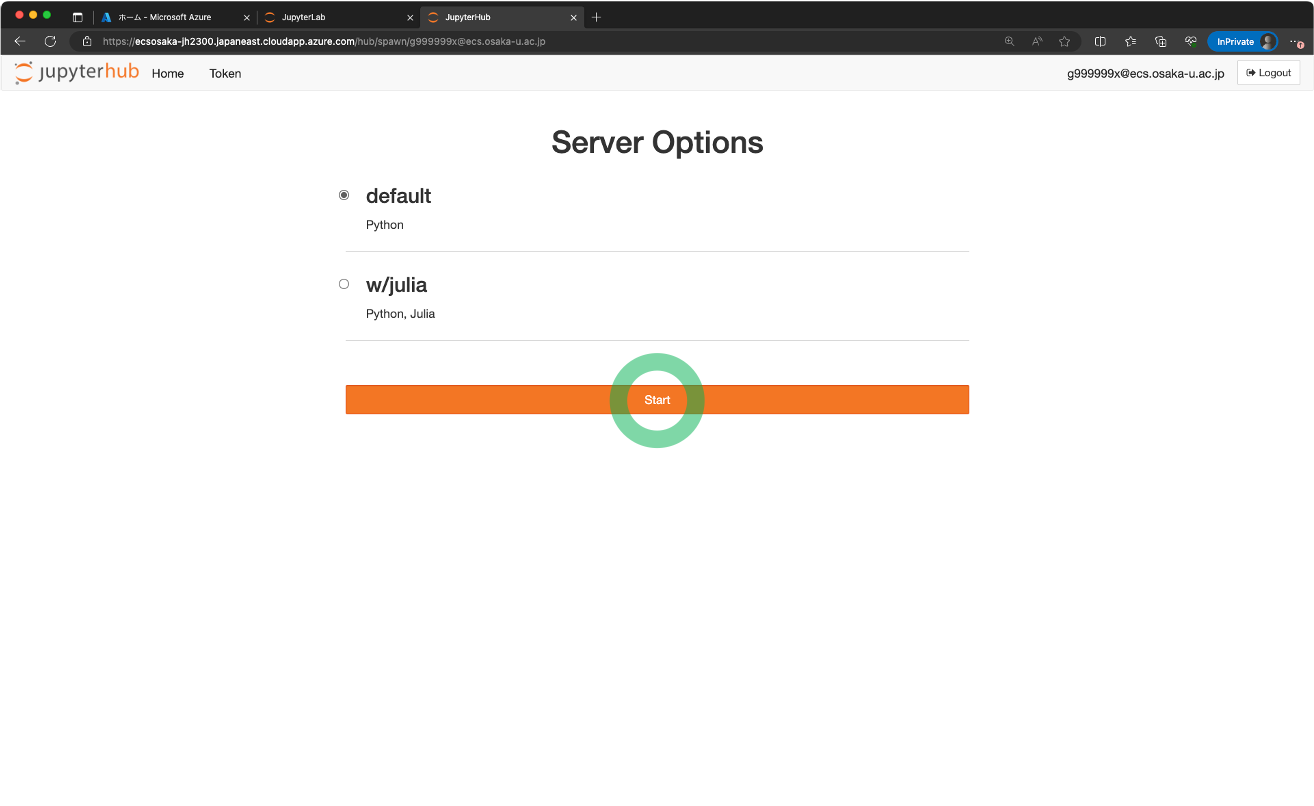 ホーム - Microsoft Azure
JupyterLab
JupyterHub
https://ecsosaka-jh2300.japaneast.cloudapp.azure.com/hub/spawn/g999999x@ecs.osaka-u.ac.jp
InPrivate
jupyterhub
Home
Token
g999999x@ecs.osaka-u.ac.jp
Logout
Server Options
default
Python
w/julia
Python, Julia
Start